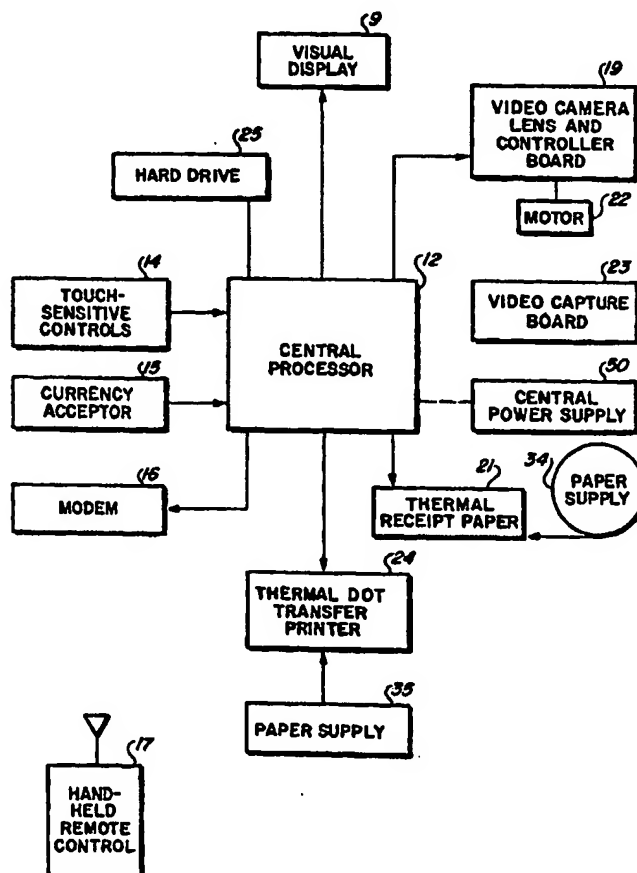 9
VISUAL
DISPLAY
19
VIDEO CAMERA
LENS AND
CONTROLLER
BOARD
25
HARD DRIVE
MOTOR
22
14
TOUCH-
SENSITIVE
CONTROLS
12
CENTRAL
PROCESSOR
23
VIDEO CAPTURE
BOARD
15
CURRENCY
ACCEPTOR
50
CENTRAL
POWER SUPPLY
16
MODEM
21
THERMAL
RECEIPT PAPER
34
PAPER
SUPPLY
24
THERMAL DOT
TRANSFER
PRINTER
35
PAPER SUPPLY
17
HAND-
HELD
REMOTE
CONTROL